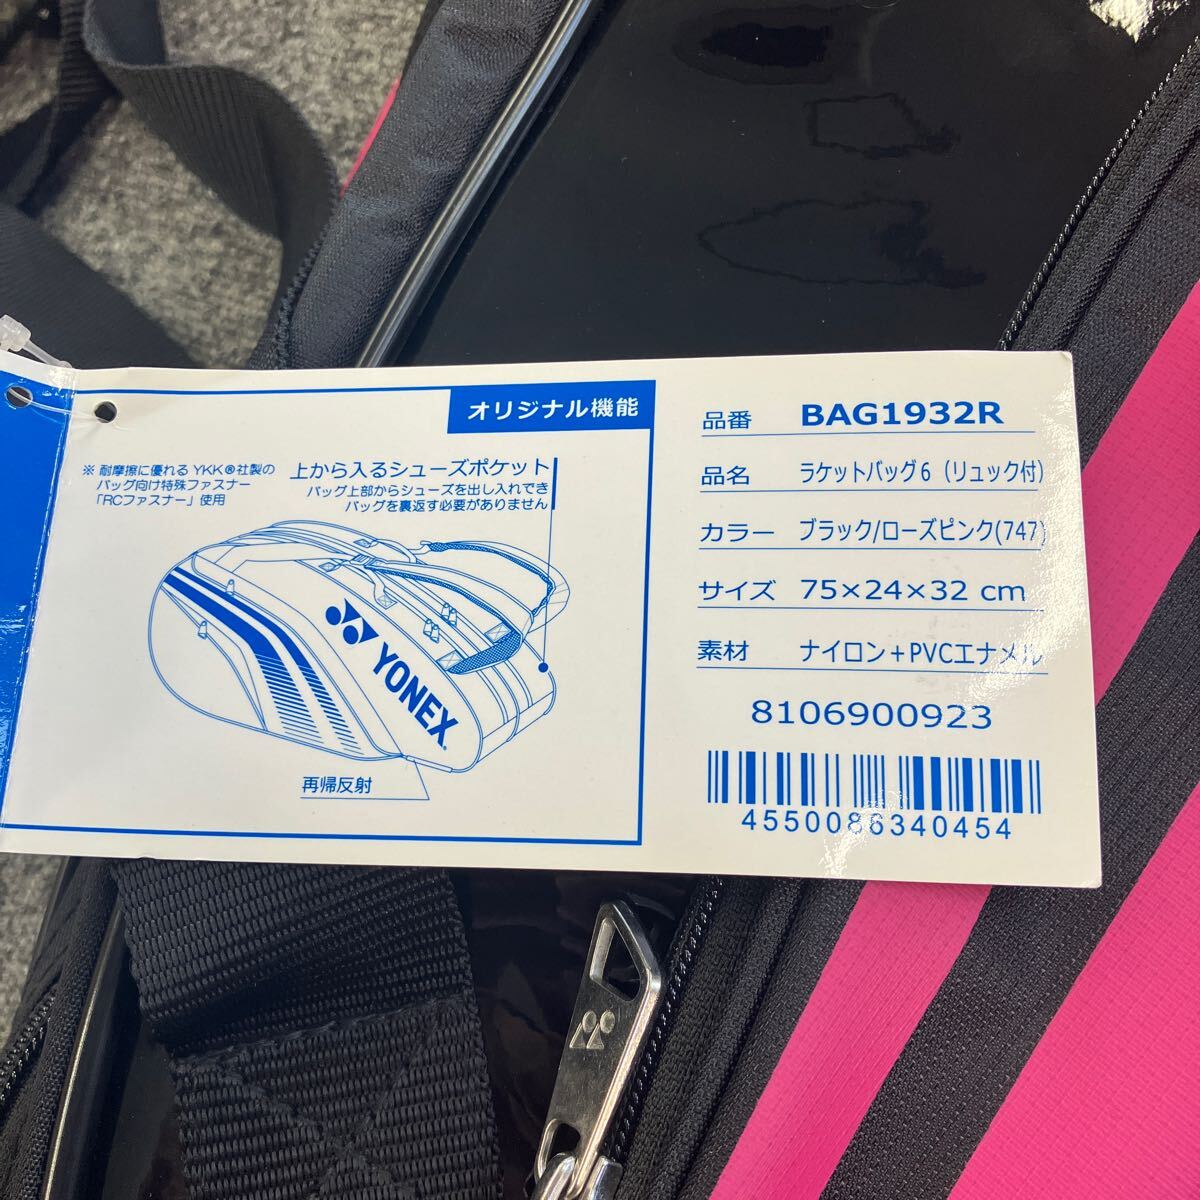 オリジナル機能
※ 耐摩擦に優れる YKK®社製の
バッグ向け特殊ファスナー
「RCファスナー」使用
上から入るシューズポケット
バッグ上部からシューズを出し入れでき
バッグを裏返す必要がありません
YONEX
再帰反射
品番 BAG1932R
品名 ラケットバッグ6（リュック付）
カラー ブラック/ローズピンク(747)
サイズ 75×24×32 cm
素材 ナイロン+PVCエナメル
8106900923
4550086340454